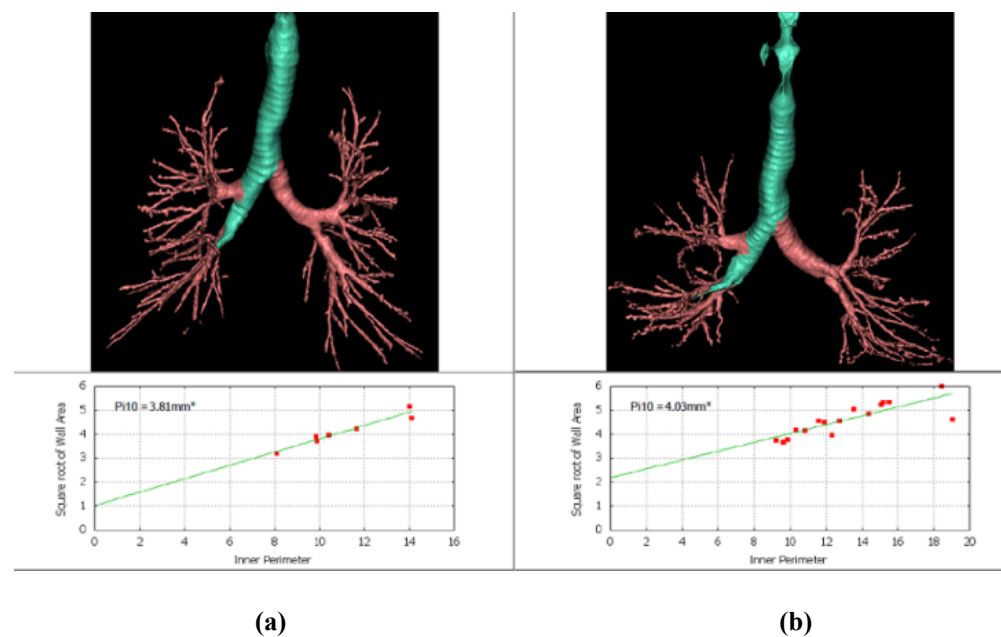 Pi10 = 3.81mm*
Square root of Wall Area
6
5
4
3
2
1
0
0 2 4 6 8 10 12 14 16
Inner Perimeter
Pi10 = 4.03mm*
Square root of Wall Area
6
5
4
3
2
1
0
0 2 4 6 8 10 12 14 16 18 20
Inner Perimeter
(a)
(b)